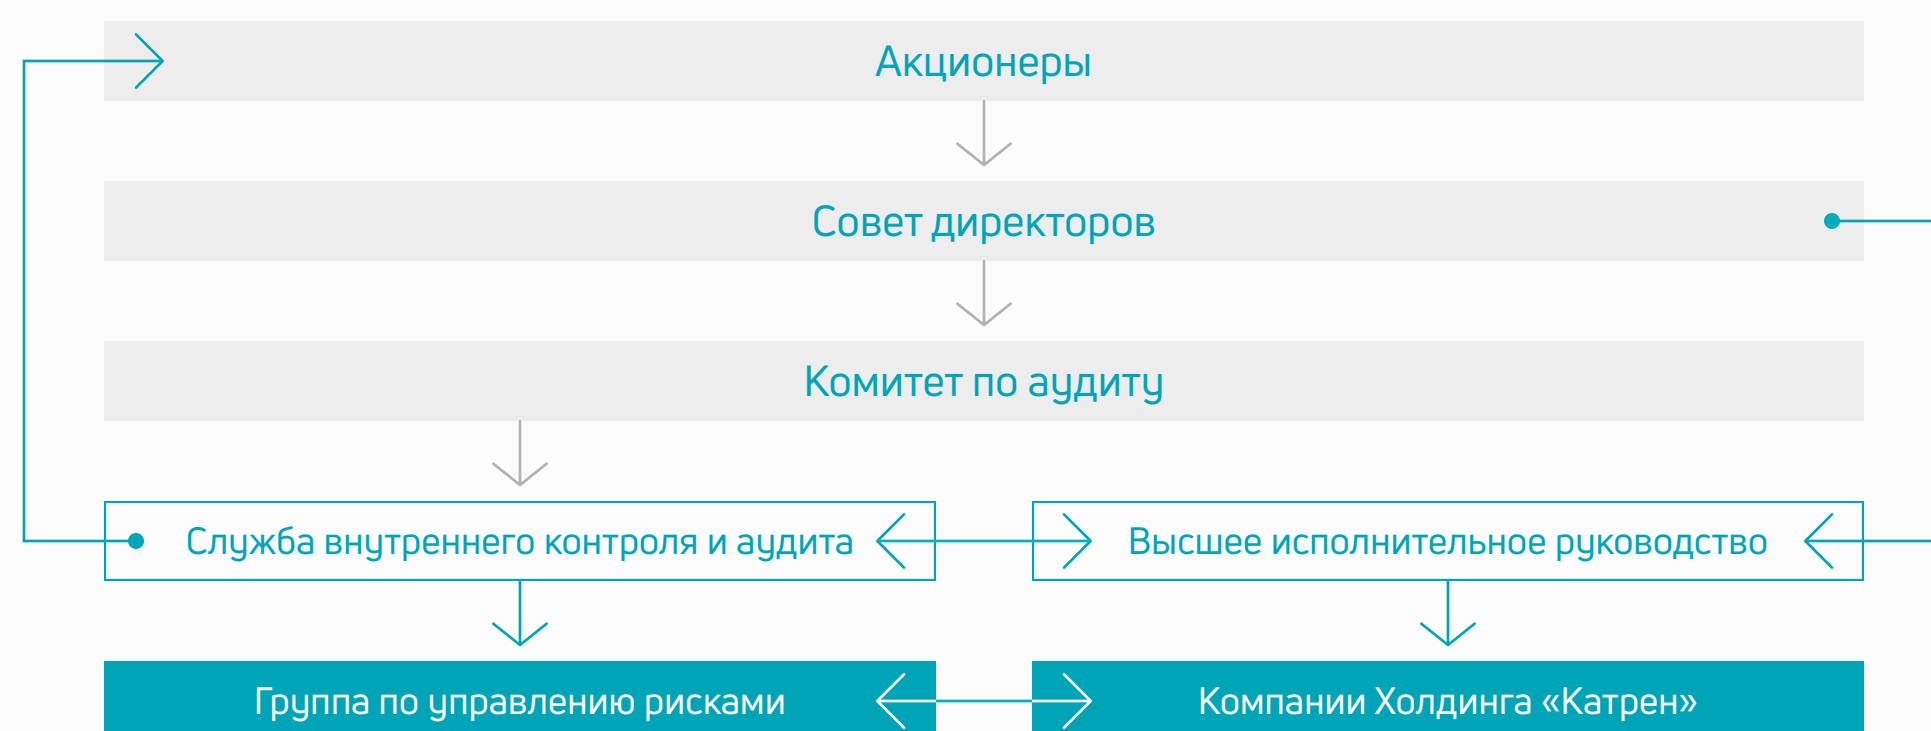 Акционеры
Совет директоров
Комитет по аудиту
Служба внутреннего контроля и аудита
Высшее исполнительное руководство
Группа по управлению рисками
Компании Холдинга «Катрен»